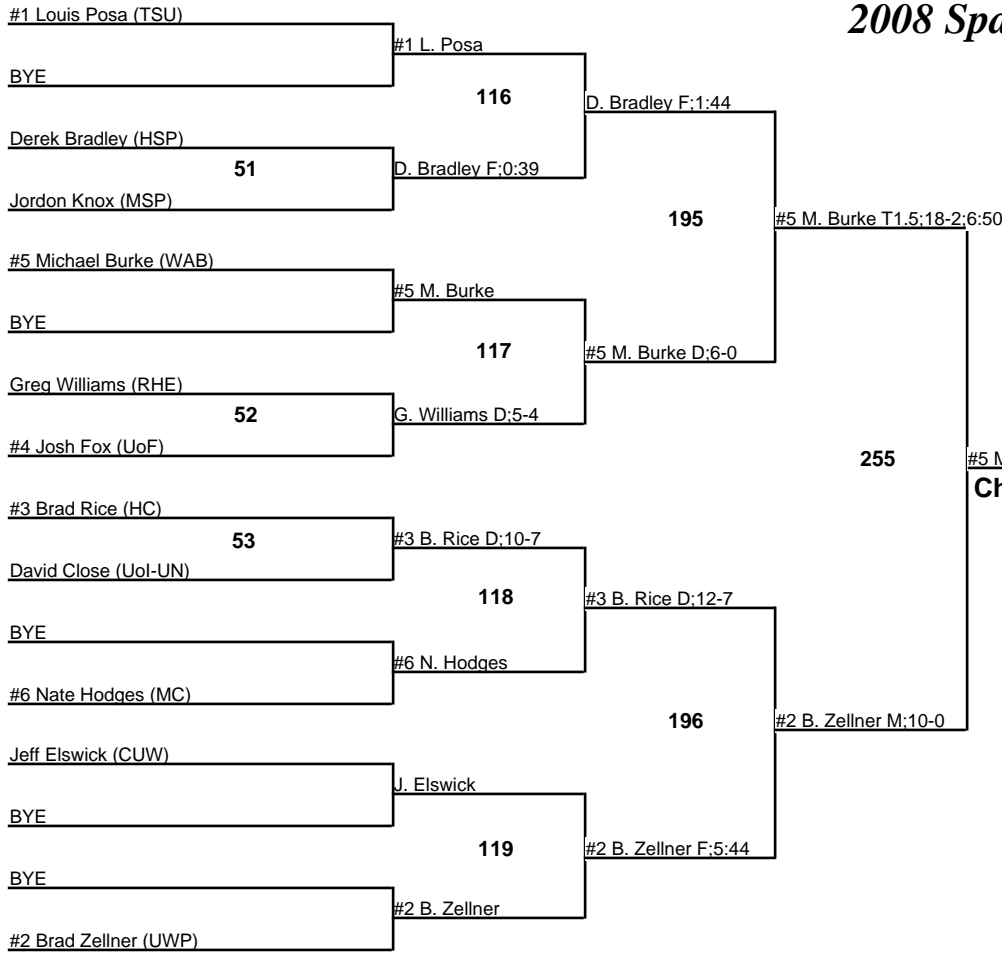 2008 Spa
#1 Louis Posa (TSU)
#1 L. Posa
BYE
116
D. Bradley F;1:44
Derek Bradley (HSP)
51
D. Bradley F;0:39
Jordon Knox (MSP)
195
#5 M. Burke T1.5;18-2;6:50
#5 Michael Burke (WAB)
#5 M. Burke
BYE
117
#5 M. Burke D;6-0
Greg Williams (RHE)
52
G. Williams D;5-4
#4 Josh Fox (UoF)
255
#5 M
Ch
#3 Brad Rice (HC)
53
#3 B. Rice D;10-7
David Close (UoI-UN)
118
#3 B. Rice D;12-7
BYE
#6 N. Hodges
#6 Nate Hodges (MC)
196
#2 B. Zellner M;10-0
Jeff Elswick (CUW)
J. Elswick
BYE
119
#2 B. Zellner F;5:44
BYE
#2 B. Zellner
#2 Brad Zellner (UWP)